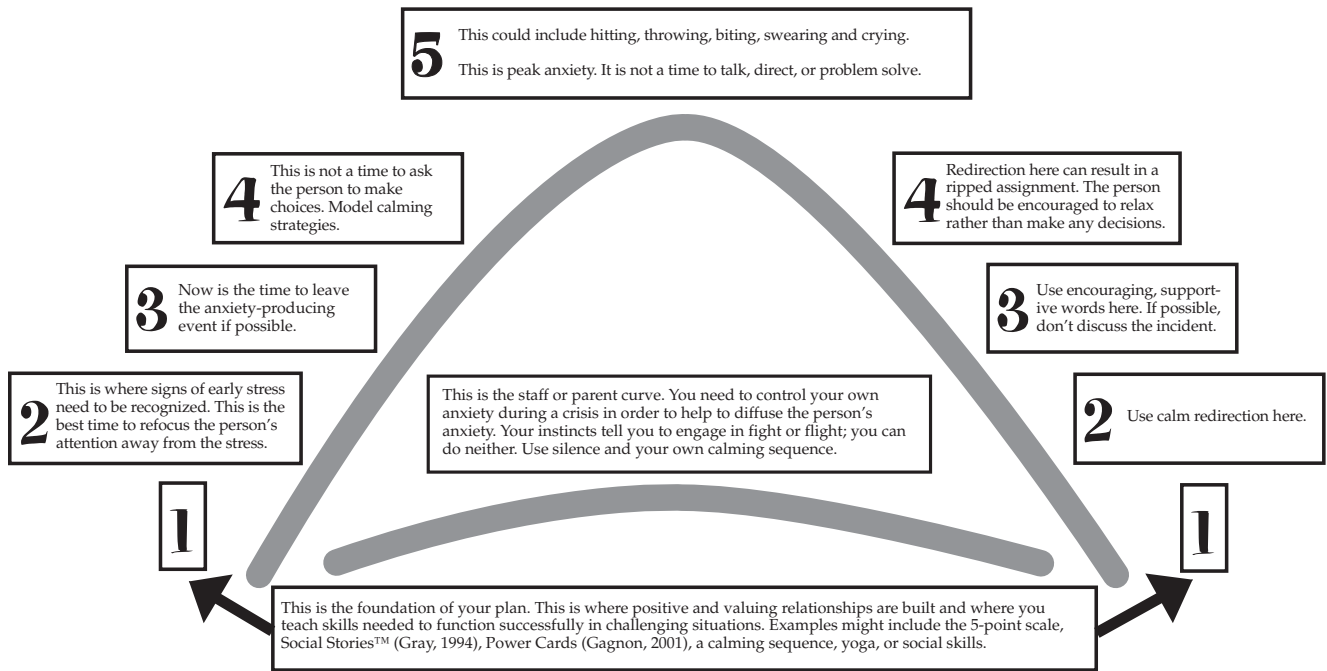 5
This could include hitting, throwing, biting, swearing and crying.
This is peak anxiety. It is not a time to talk, direct, or problem solve.
4
This is not a time to ask
the person to make
choices. Model calming
strategies.
4
Redirection here can result in a
ripped assignment. The person
should be encouraged to relax
rather than make any decisions.
3
Now is the time to leave
the anxiety-producing
event if possible.
3
Use encouraging, support-
ive words here. If possible,
don't discuss the incident.
2
This is where signs of early stress
need to be recognized. This is the
best time to refocus the person's
attention away from the stress.
This is the staff or parent curve. You need to control your own
anxiety during a crisis in order to help to diffuse the person's
anxiety. Your instincts tell you to engage in fight or flight; you can
do neither. Use silence and your own calming sequence.
2
Use calm redirection here.
1
1
This is the foundation of your plan. This is where positive and valuing relationships are built and where you
teach skills needed to function successfully in challenging situations. Examples might include the 5-point scale,
Social Stories™ (Gray, 1994), Power Cards (Gagnon, 2001), a calming sequence, yoga, or social skills.